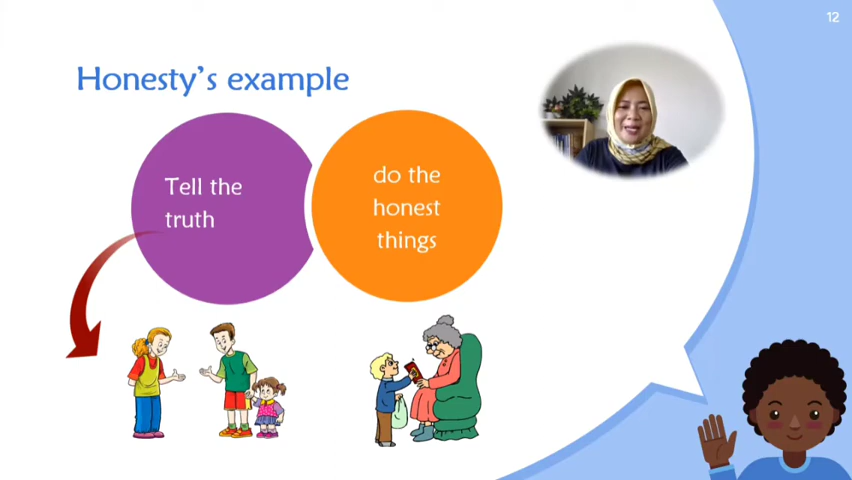 12
Honesty's example
Tell the
truth
do the
honest
things